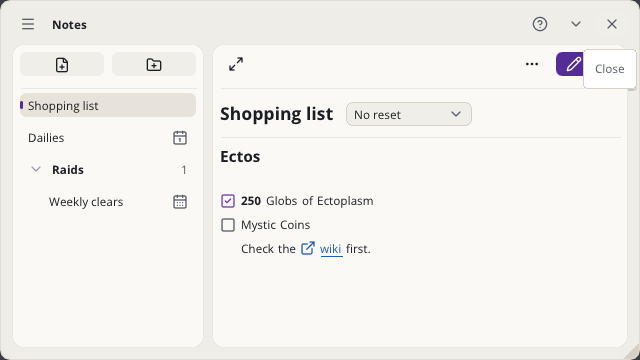 Notes
Close
Shopping list
Dailies
Raids 1
Weekly clears
Shopping list No reset
Ectos
250 Globs of Ectoplasm
Mystic Coins
Check the wiki first.